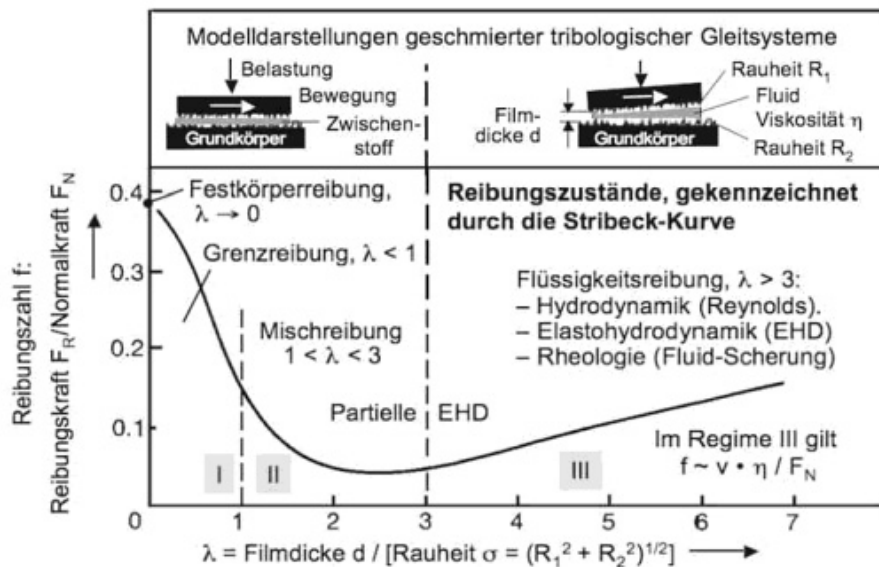 Modelldarstellungen geschmierter tribologischer Gleitsysteme
Belastung
Bewegung
Zwischen-
stoff
Grundkörper
Film-
dicke d
Rauheit R₁
Fluid
Viskosität η
Rauheit R₂
Grundkörper
Reibungszahl f:
Reibungskraft F_R/Normalkraft F_N
0.4
0.3
0.2
0.1
0
Festkörperreibung,
λ → 0
Grenzreibung, λ < 1
Mischreibung
1 < λ < 3
Partielle EHD
Reibungszustände, gekennzeichnet
durch die Stribeck-Kurve
Flüssigkeitsreibung, λ > 3:
– Hydrodynamik (Reynolds).
– Elastohydrodynamik (EHD)
– Rheologie (Fluid-Scherung)
Im Regime III gilt
f ~ v • η / F_N
I II III
1 2 3 4 5 6 7
λ = Filmdicke d / [Rauheit σ = (R₁² + R₂²)^1/2]